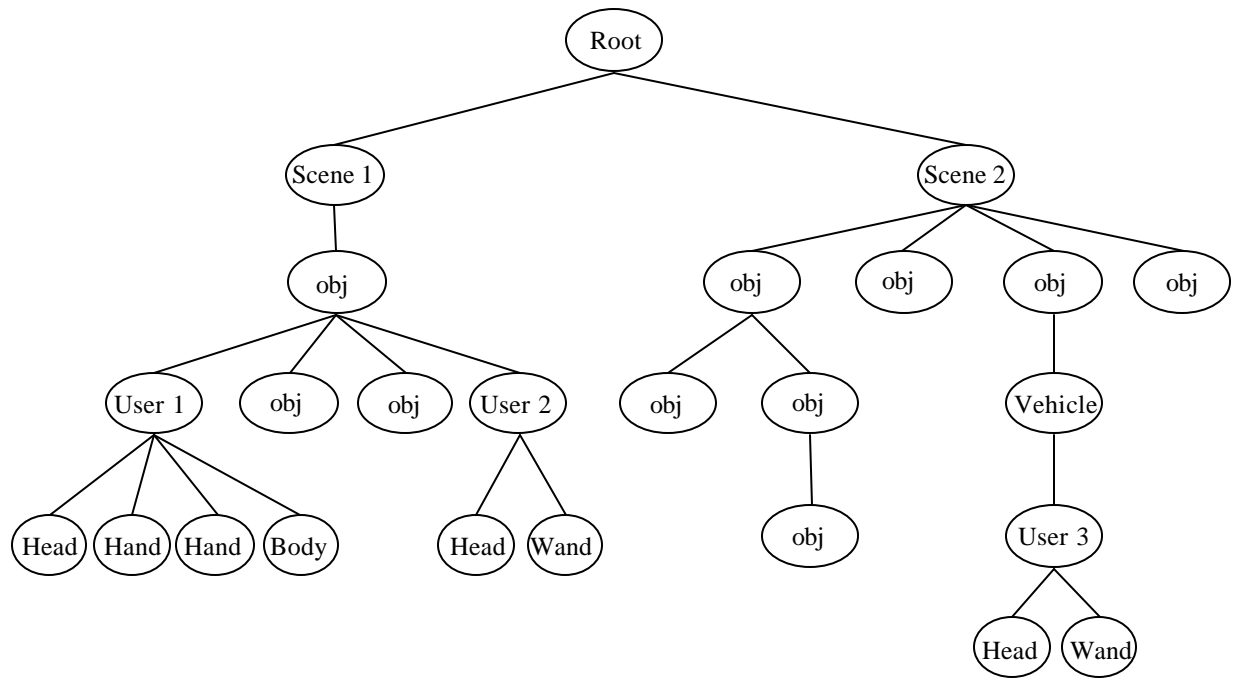 Root
Scene 1
Scene 2
obj
obj
obj
obj
obj
User 1
obj
obj
User 2
obj
obj
Vehicle
Head
Hand
Hand
Body
Head
Wand
obj
User 3
Head
Wand